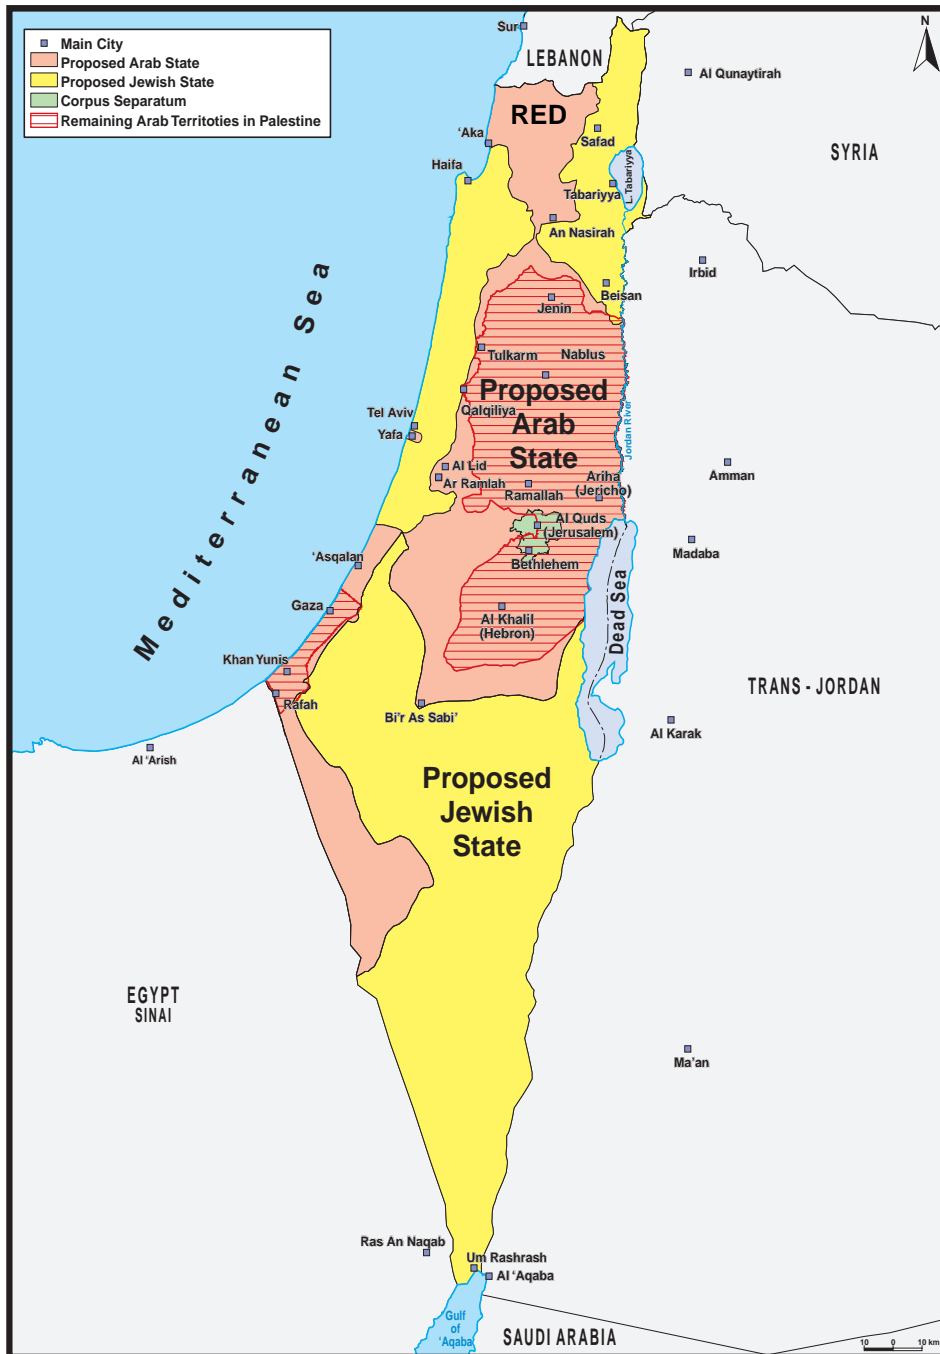 Main City
Proposed Arab State
Proposed Jewish State
Corpus Separatum
Remaining Arab Territoties in Palestine
N
Sur
LEBANON
Al Qunaytirah
RED
'Aka
Safad
SYRIA
Haifa
Tabariyya
L. Tabariyya
An Nasirah
Irbid
Beisan
Mediterranean Sea
Jenin
Tulkarm
Nablus
Proposed
Arab
State
Qalqiliya
Jordan River
Tel Aviv
Yafa
Al Lid
Ar Ramlah
Ramallah
Ariha
(Jericho)
Amman
Al Quds
(Jerusalem)
Madaba
'Asqalan
Bethlehem
Gaza
Al Khalil
(Hebron)
Dead Sea
Khan Yunis
Rafah
TRANS - JORDAN
Bi'r As Sabi'
Al Karak
Al 'Arish
Proposed
Jewish
State
EGYPT
SINAI
Ma'an
Ras An Naqab
Um Rashrash
Al 'Aqaba
Gulf
of
'Aqaba
SAUDI ARABIA
10 0 10 km